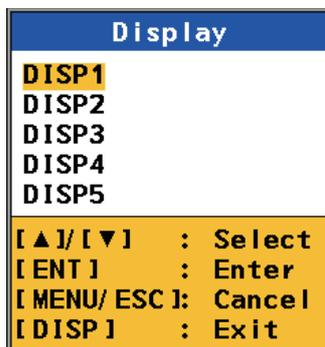 Display
DISP1
DISP2
DISP3
DISP4
DISP5
[▲]/[▼] : Select
[ENT] : Enter
[MENU/ESC]: Cancel
[DISP] : Exit